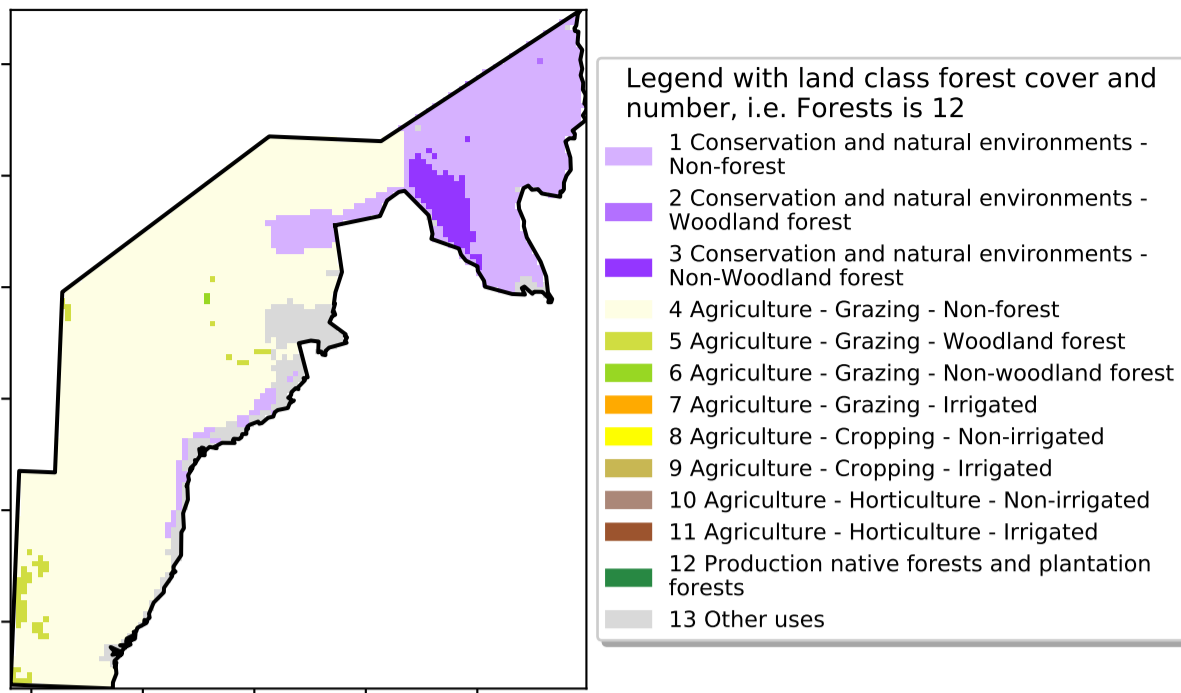 Legend with land class forest cover and
number, i.e. Forests is 12
1 Conservation and natural environments -
Non-forest
2 Conservation and natural environments -
Woodland forest
3 Conservation and natural environments -
Non-Woodland forest
4 Agriculture - Grazing - Non-forest
5 Agriculture - Grazing - Woodland forest
6 Agriculture - Grazing - Non-woodland forest
7 Agriculture - Grazing - Irrigated
8 Agriculture - Cropping - Non-irrigated
9 Agriculture - Cropping - Irrigated
10 Agriculture - Horticulture - Non-irrigated
11 Agriculture - Horticulture - Irrigated
12 Production native forests and plantation
forests
13 Other uses